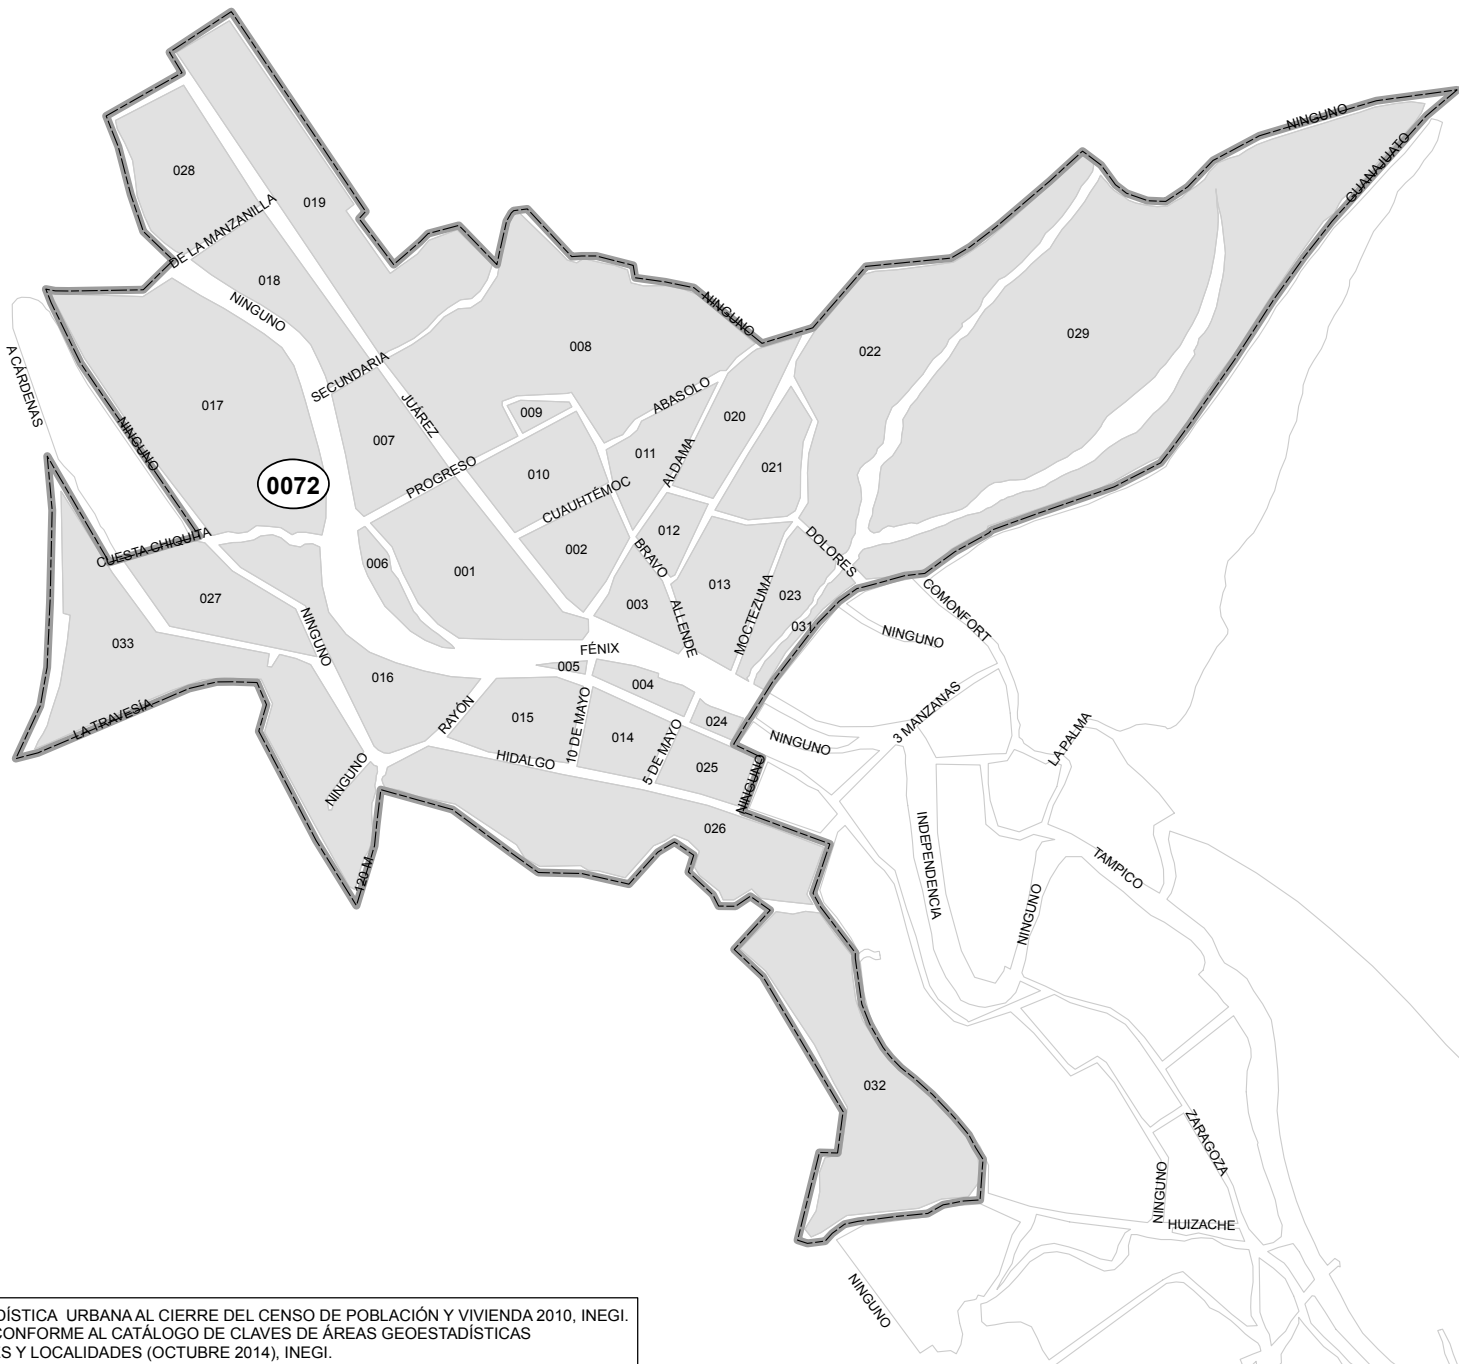 NINGUNO
GUANAJUATO
028
019
DE LA MANZANILLA
018
NINGUNO
NINGUNO
022
029
008
A CÁRDENAS
SECUNDARIA
JUÁREZ
ABASOLO
017
009
020
NINGUNO
007
011
ALDAMA
021
0072
PROGRESO
010
CUAUHTÉMOC
CUESTA CHIQUITA
012
DOLORES
006
001
002
BRAVO
013
MOCTEZUMA
023
COMONFORT
027
003
ALLENDE
031
NINGUNO
NINGUNO
033
FÉNIX
005
004
016
3 MANZANAS
LA TRAVESÍA
RAYÓN
015
10 DE MAYO
014
5 DE MAYO
024
NINGUNO
LA PALMA
HIDALGO
025
NINGUNO
NINGUNO
026
INDEPENDENCIA
120 M
TAMPICO
NINGUNO
032
ZARAGOZA
NINGUNO
HUIZACHE
NINGUNO
DÍSTICA URBANA AL CIERRE DEL CENSO DE POBLACIÓN Y VIVIENDA 2010, INEGI.
CONFORME AL CATÁLOGO DE CLAVES DE ÁREAS GEOESTADÍSTICAS
S Y LOCALIDADES (OCTUBRE 2014), INEGI.